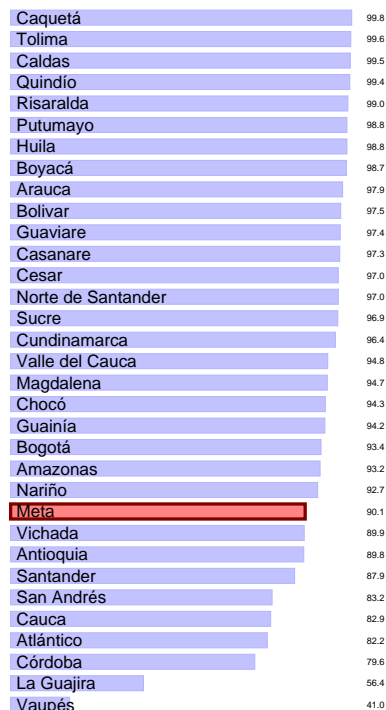 Caquetá 99.8
Tolima 99.6
Caldas 99.5
Quindío 99.4
Risaralda 99.0
Putumayo 98.8
Huila 98.8
Boyacá 98.7
Arauca 97.9
Bolivar 97.5
Guaviare 97.4
Casanare 97.3
Cesar 97.0
Norte de Santander 97.0
Sucre 96.9
Cundinamarca 96.4
Valle del Cauca 94.8
Magdalena 94.7
Chocó 94.3
Guainía 94.2
Bogotá 93.4
Amazonas 93.2
Nariño 92.7
Meta 90.1
Vichada 89.9
Antioquia 89.8
Santander 87.9
San Andrés 83.2
Cauca 82.9
Atlántico 82.2
Córdoba 79.6
La Guajira 56.4
Vaupés 41.0